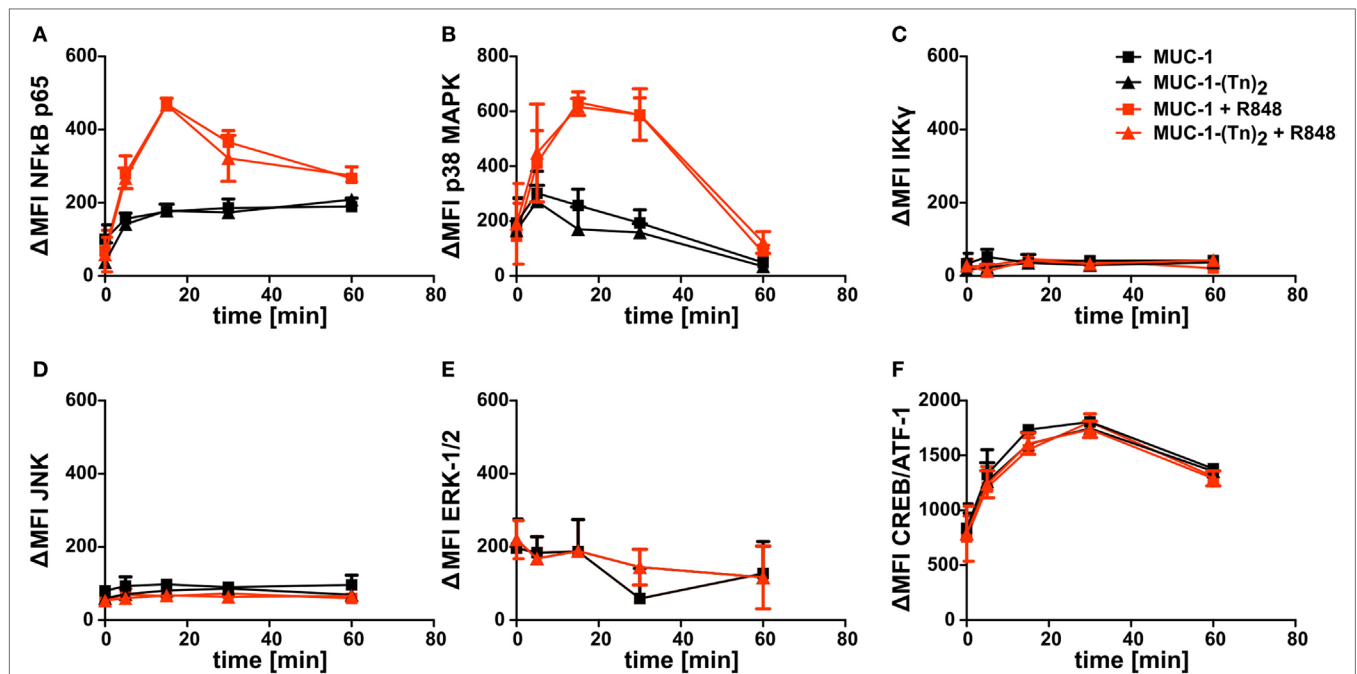 A
ΔMFI NFkB p65
600
400
200
0
0 20 40 60 80
time [min]
B
ΔMFI p38 MAPK
800
600
400
200
0
0 20 40 60 80
time [min]
C
ΔMFI IKKγ
600
400
200
0
0 20 40 60 80
time [min]
MUC-1
MUC-1-(Tn)2
MUC-1 + R848
MUC-1-(Tn)2 + R848
D
ΔMFI JNK
600
400
200
0
0 20 40 60 80
time [min]
E
ΔMFI ERK-1/2
600
400
200
0
0 20 40 60 80
time [min]
F
ΔMFI CREB/ATF-1
2000
1500
1000
500
0
0 20 40 60 80
time [min]